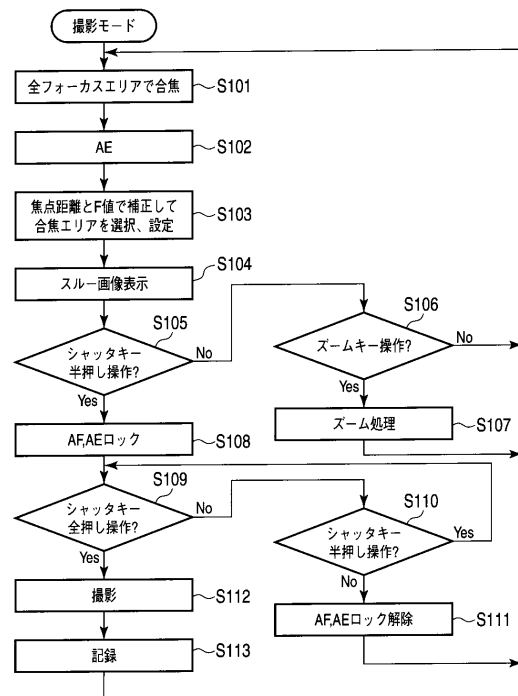 撮影モード
全フォーカスエリアで合焦
S101
AE
S102
焦点距離とF値で補正して
合焦エリアを選択、設定
S103
スルー画像表示
S104
シャッタキー
半押し操作?
S105
No
Yes
ズームキー操作?
S106
No
Yes
ズーム処理
S107
AF,AEロック
S108
シャッタキー
全押し操作?
S109
No
Yes
シャッタキー
半押し操作?
S110
Yes
No
AF,AEロック解除
S111
撮影
S112
記録
S113